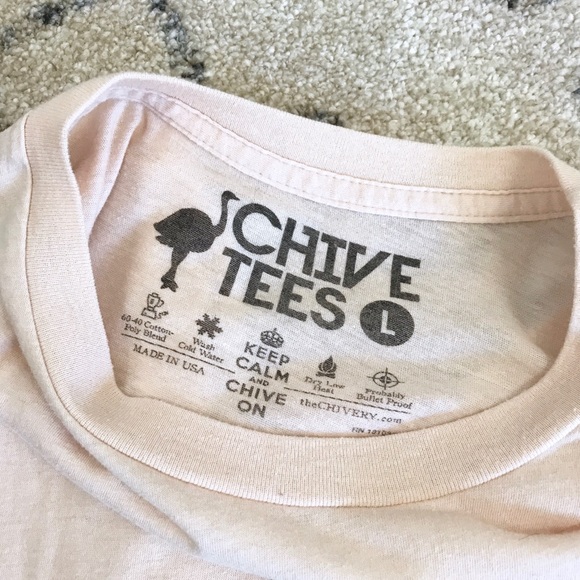 CHIVE
TEES L
60-40 Cotton-
Poly Blend
Wash
Cold Water
MADE IN USA
KEEP
CALM
AND
CHIVE
ON
Dry Low
Heat
Probably
Bullet Proof
theCHIVERY.com
RN